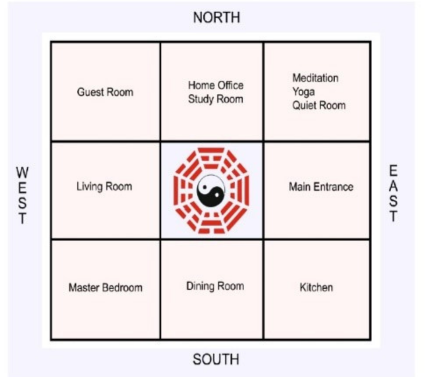 NORTH
Guest Room
Home Office
Study Room
Meditation
Yoga
Quiet Room
WEST
Living Room
Main Entrance
EAST
Master Bedroom
Dining Room
Kitchen
SOUTH